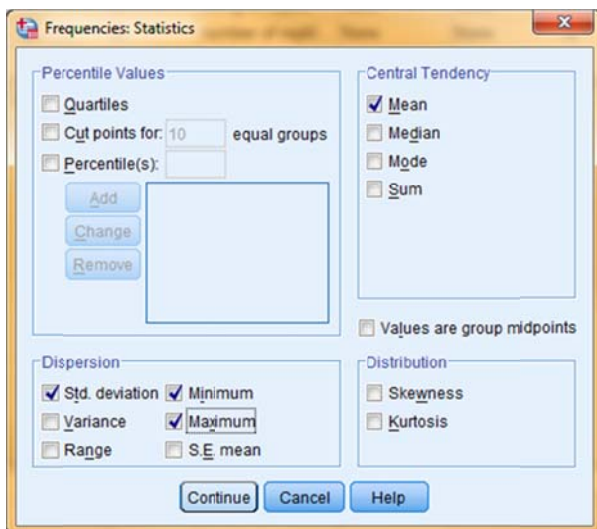 Frequencies: Statistics
Percentile Values
Quartiles
Cut points for: 10 equal groups
Percentile(s):
Add
Change
Remove
Central Tendency
Mean
Median
Mode
Sum
Values are group midpoints
Dispersion
Std. deviation Minimum
Variance Maximum
Range S.E. mean
Distribution
Skewness
Kurtosis
Continue Cancel Help